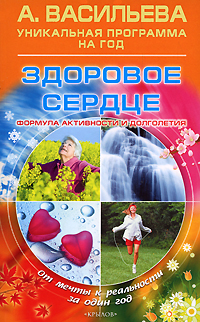 А. ВАСИЛЬЕВА
УНИКАЛЬНАЯ ПРОГРАММА
НА ГОД
ЗДОРОВОЕ
СЕРДЦЕ
ФОРМУЛА АКТИВНОСТИ И ДОЛГОЛЕТИЯ
От мечты к реальности
за один год
•КРЫЛОВ•